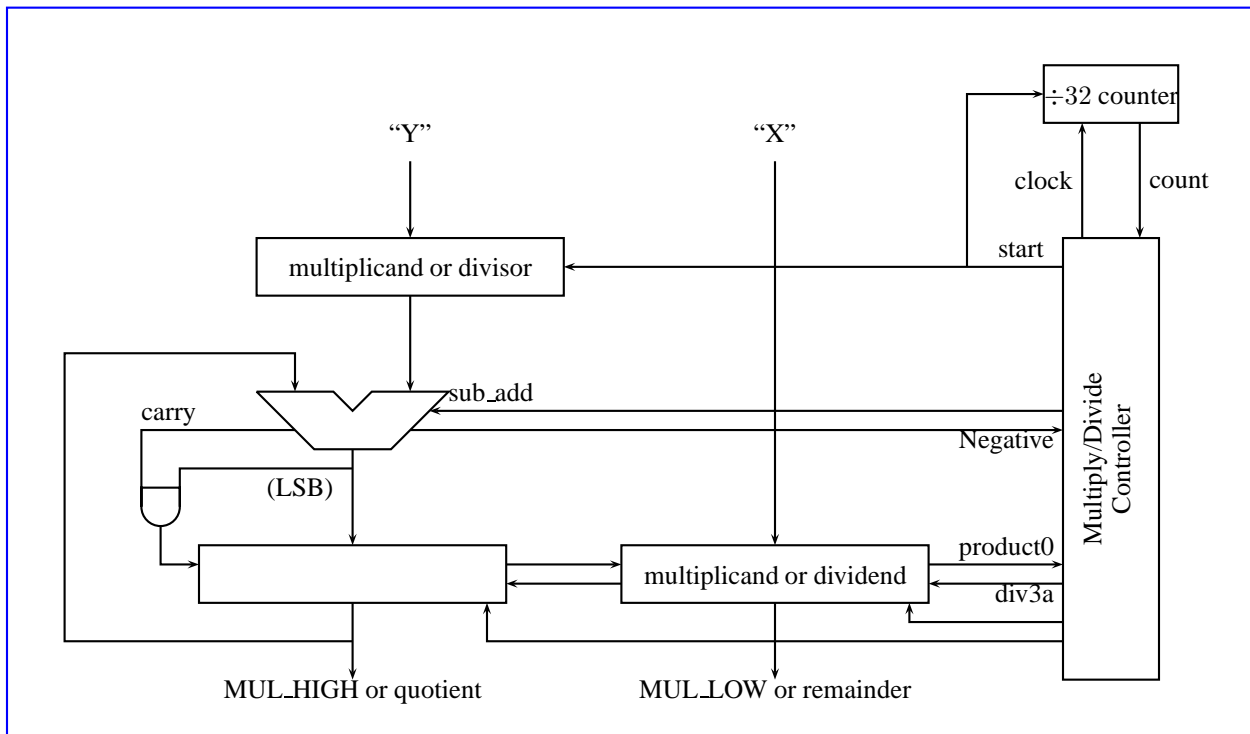 ÷32 counter
“Y”
“X”
clock
count
multiplicand or divisor
start
carry
sub_add
Negative
(LSB)
Multiply/Divide
Controller
product0
multiplicand or dividend
div3a
MUL_HIGH or quotient
MUL_LOW or remainder